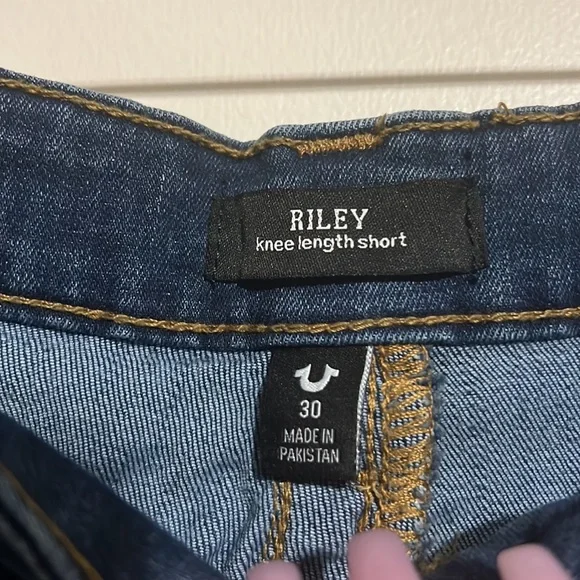 RILEY
knee length short
30
MADE IN
PAKISTAN